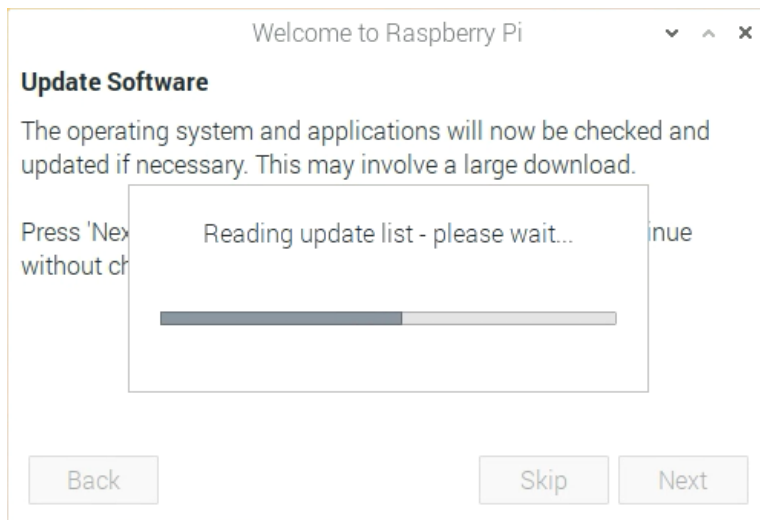 Welcome to Raspberry Pi
Update Software
The operating system and applications will now be checked and
updated if necessary. This may involve a large download.
Reading update list - please wait...
Press 'Nex
inue
without ch
Back
Skip
Next